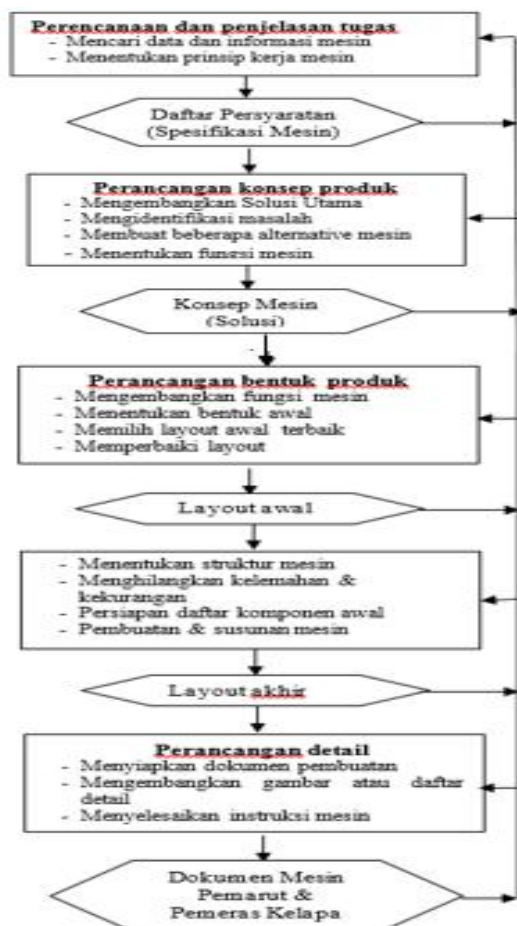 Perencanaan dan penjelasan tugas
- Mencari data dan informasi mesin
- Menentukan prinsip kerja mesin
Daftar Persyaratan
(Spesifikasi Mesin)
Perancangan konsep produk
- Mengembangkan Solusi Utama
- Mengidentifikasi masalah
- Membuat beberapa alternative mesin
- Menentukan fungsi mesin
Konsep Mesin
(Solusi)
Perancangan bentuk produk
- Mengembangkan fungsi mesin
- Menentukan bentuk awal
- Memilih layout awal terbaik
- Memperbaiki layout
Layout awal
- Menentukan struktur mesin
- Menghilangkan kelemahan &
kekurangan
- Persiapan daftar komponen awal
- Pembuatan & susunan mesin
Layout akhir
Perancangan detail
- Menyiapkan dokumen pembuatan
- Mengembangkan gambar atau daftar
detail
- Menyelesaikan instruksi mesin
Dokumen Mesin
Pemarut &
Pemeras Kelapa